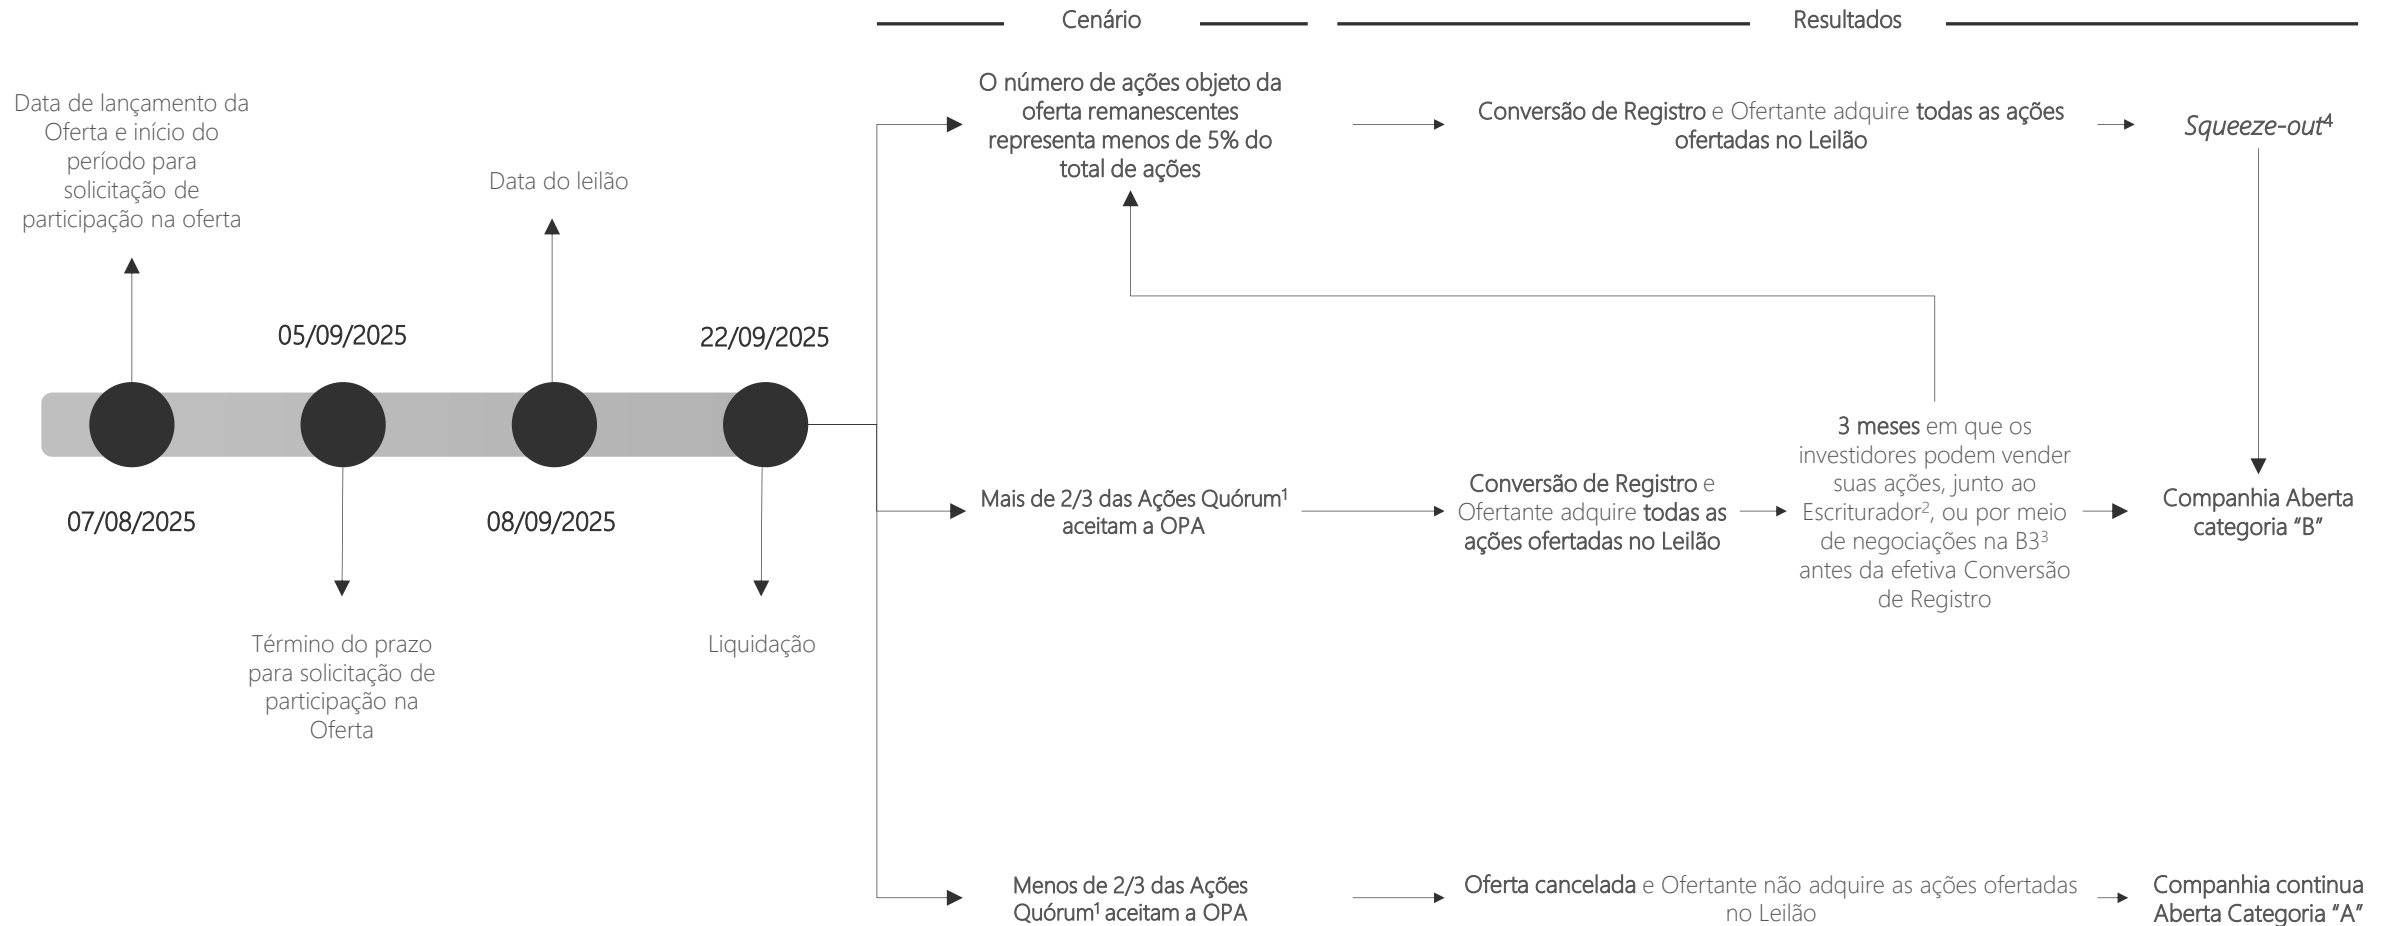 Cenário
Resultados
Data de lançamento da
Oferta e início do
período para
solicitação de
participação na oferta
Data do leilão
05/09/2025
22/09/2025
07/08/2025
08/09/2025
Término do prazo
para solicitação de
participação na
Oferta
Liquidação
O número de ações objeto da
oferta remanescentes
representa menos de 5% do
total de ações
Conversão de Registro e Ofertante adquire todas as ações
ofertadas no Leilão
Squeeze-out⁴
Mais de 2/3 das Ações Quórum¹
aceitam a OPA
Conversão de Registro e
Ofertante adquire todas as
ações ofertadas no Leilão
3 meses em que os
investidores podem vender
suas ações, junto ao
Escriturador², ou por meio
de negociações na B3³
antes da efetiva Conversão
de Registro
Companhia Aberta
categoria “B”
Menos de 2/3 das Ações
Quórum¹ aceitam a OPA
Oferta cancelada e Ofertante não adquire as ações ofertadas
no Leilão
Companhia continua
Aberta Categoria “A”